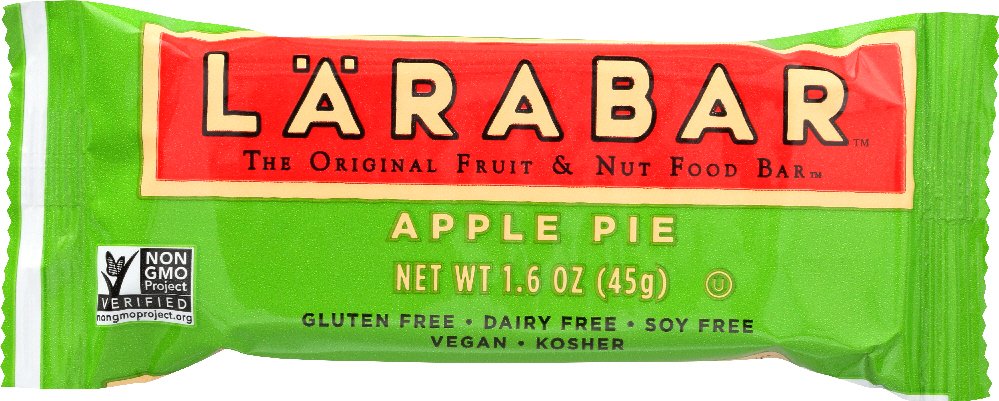 LÄRABAR™
THE ORIGINAL FRUIT & NUT FOOD BAR™
APPLE PIE
NET WT 1.6 OZ (45g) U
NON
GMO
Project
VERIFIED
nongmoproject.org
GLUTEN FREE • DAIRY FREE • SOY FREE
VEGAN • KOSHER